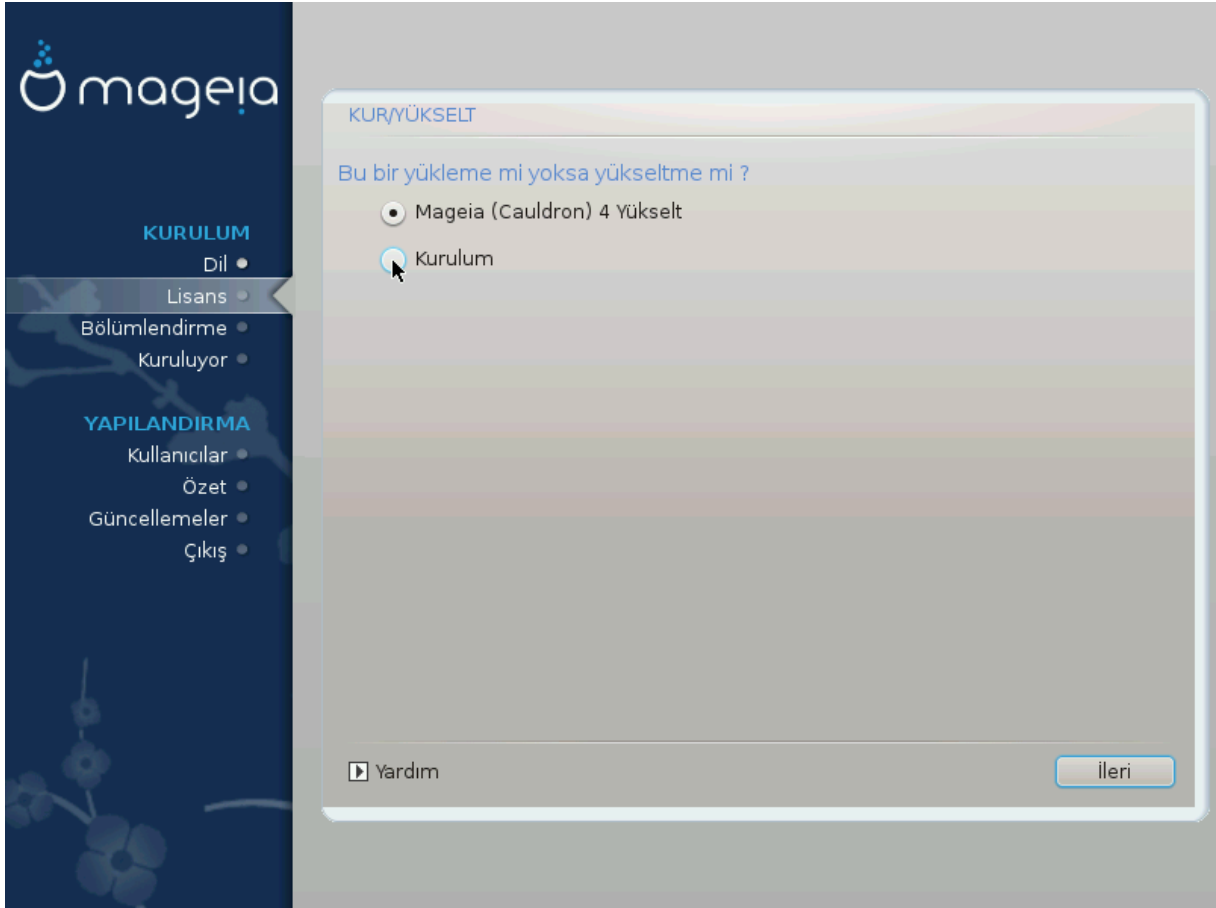 mageia
KURULUM
Dil
Lisans
Bölümlendirme
Kuruluyor
YAPILANDIRMA
Kullanıcılar
Özet
Güncellemeler
Çıkış
KUR/YÜKSELT
Bu bir yükleme mi yoksa yükseltme mi ?
Mageia (Cauldron) 4 Yükselt
Kurulum
Yardım
İleri